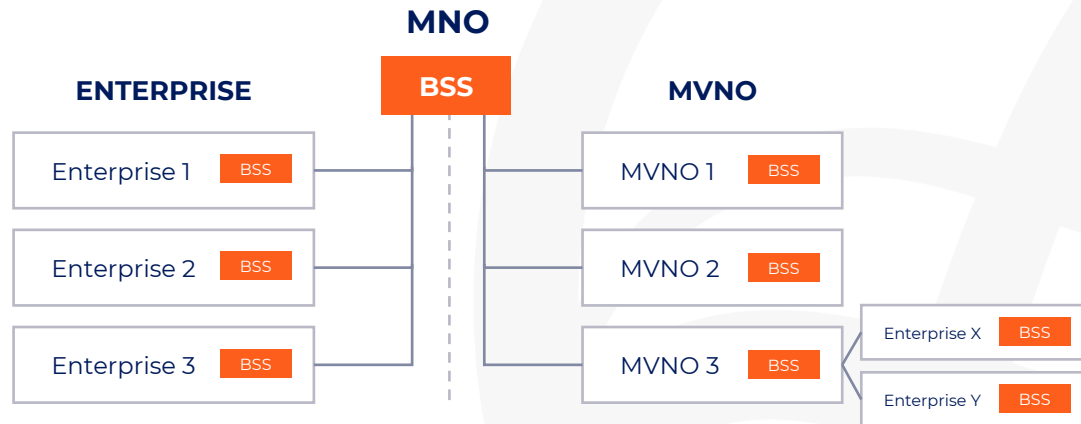 MNO
BSS
ENTERPRISE
MVNO
Enterprise 1 BSS
Enterprise 2 BSS
Enterprise 3 BSS
MVNO 1 BSS
MVNO 2 BSS
MVNO 3 BSS
Enterprise X BSS
Enterprise Y BSS